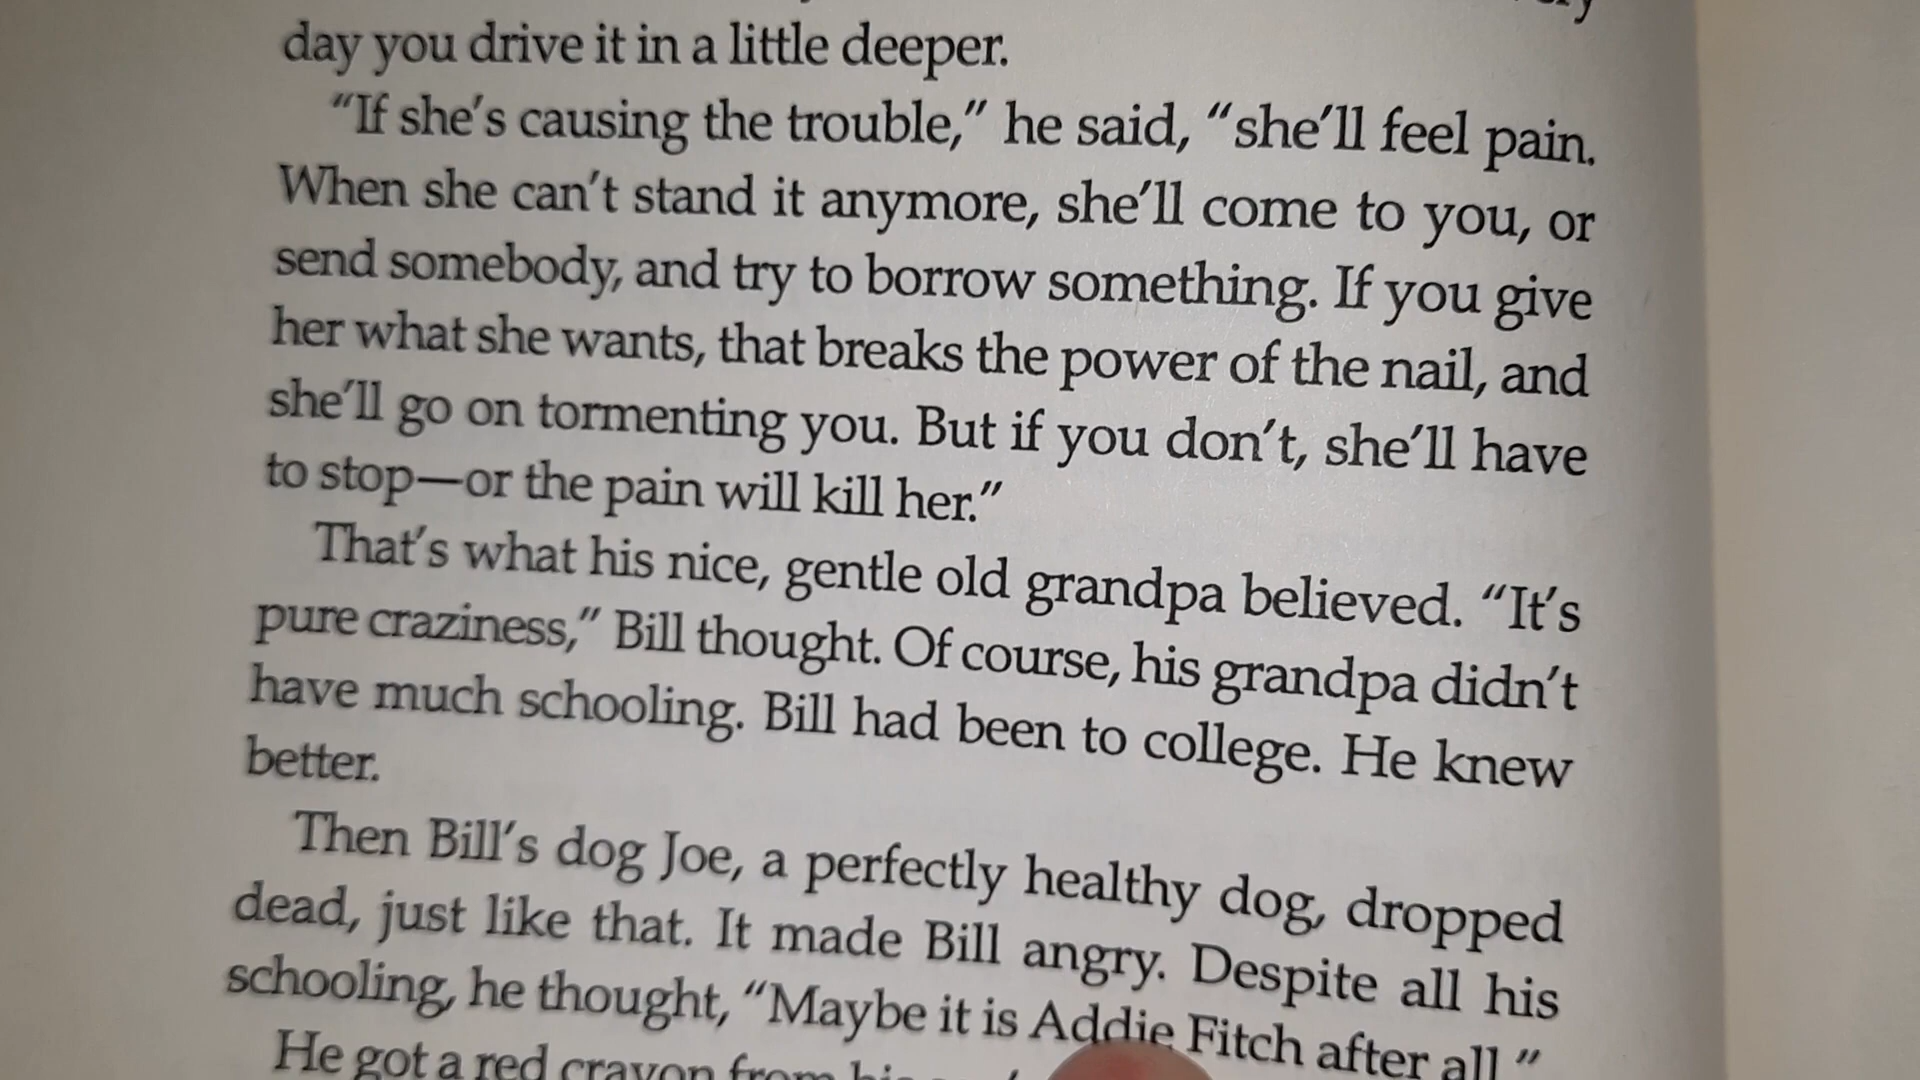 day you drive it in a little deeper.
“If she’s causing the trouble,” he said, “she’ll feel pain.
When she can’t stand it anymore, she’ll come to you, or
send somebody, and try to borrow something. If you give
her what she wants, that breaks the power of the nail, and
she’ll go on tormenting you. But if you don’t, she’ll have
to stop—or the pain will kill her.”
That’s what his nice, gentle old grandpa believed. “It’s
pure craziness,” Bill thought. Of course, his grandpa didn’t
have much schooling. Bill had been to college. He knew
better.
Then Bill’s dog Joe, a perfectly healthy dog, dropped
dead, just like that. It made Bill angry. Despite all his
schooling, he thought, “Maybe it is Addie Fitch after all.”
He got a red crayon from his